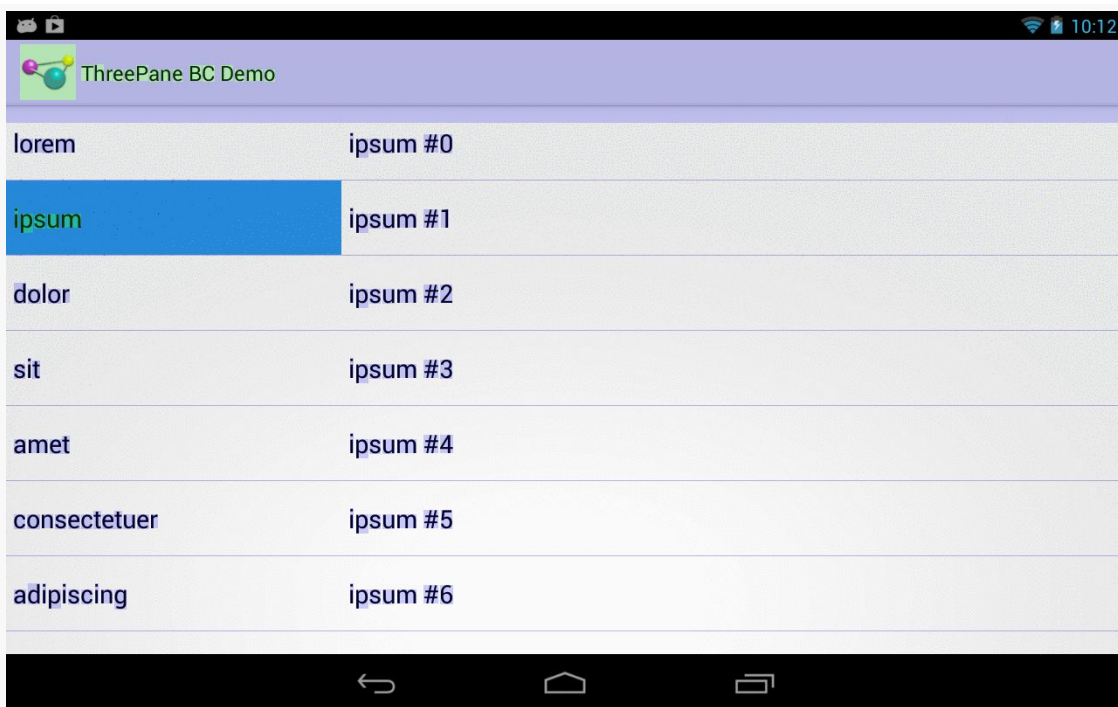 10:12
ThreePane BC Demo
lorem
ipsum #0
ipsum
ipsum #1
dolor
ipsum #2
sit
ipsum #3
amet
ipsum #4
consectetuer
ipsum #5
adipiscing
ipsum #6